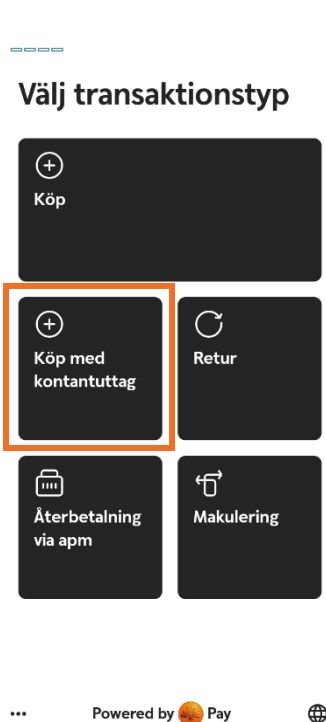 Välj transaktionstyp
Köp
Köp med
kontantuttag
Retur
Återbetalning
via apm
Makulering
Powered by Pay